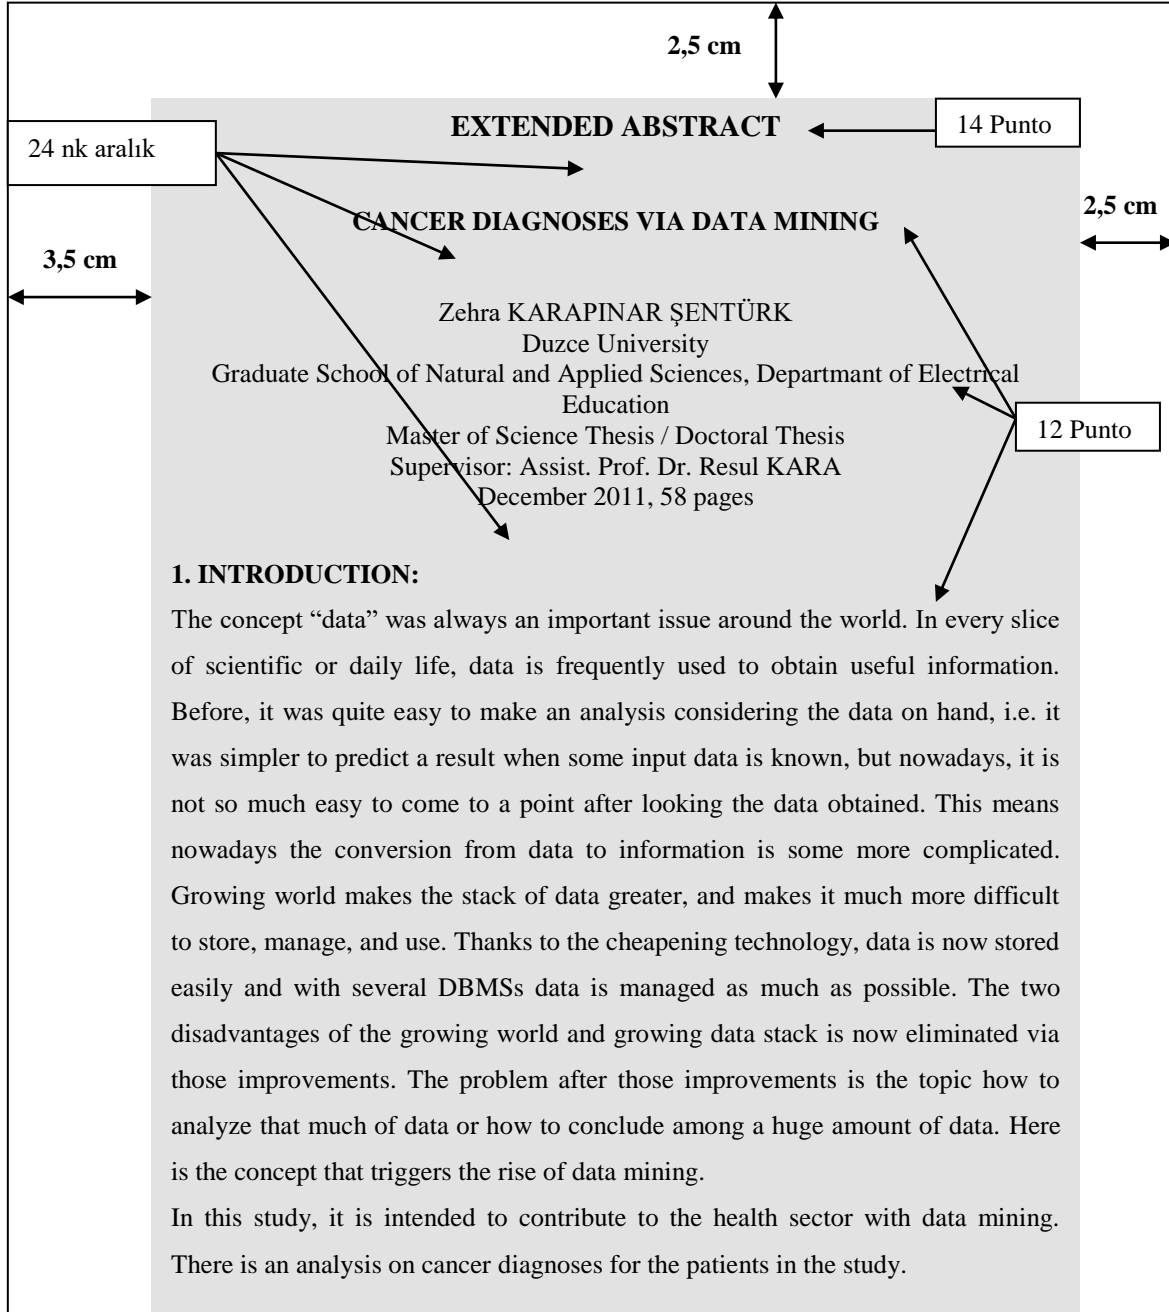 2,5 cm
EXTENDED ABSTRACT
14 Punto
24 nk aralık
CANCER DIAGNOSES VIA DATA MINING
2,5 cm
3,5 cm
Zehra KARAPINAR ŞENTÜRK
Duzce University
Graduate School of Natural and Applied Sciences, Departmant of Electrical
Education
12 Punto
Master of Science Thesis / Doctoral Thesis
Supervisor: Assist. Prof. Dr. Resul KARA
December 2011, 58 pages
1. INTRODUCTION:
The concept “data” was always an important issue around the world. In every slice
of scientific or daily life, data is frequently used to obtain useful information.
Before, it was quite easy to make an analysis considering the data on hand, i.e. it
was simpler to predict a result when some input data is known, but nowadays, it is
not so much easy to come to a point after looking the data obtained. This means
nowadays the conversion from data to information is some more complicated.
Growing world makes the stack of data greater, and makes it much more difficult
to store, manage, and use. Thanks to the cheapening technology, data is now stored
easily and with several DBMSs data is managed as much as possible. The two
disadvantages of the growing world and growing data stack is now eliminated via
those improvements. The problem after those improvements is the topic how to
analyze that much of data or how to conclude among a huge amount of data. Here
is the concept that triggers the rise of data mining.
In this study, it is intended to contribute to the health sector with data mining.
There is an analysis on cancer diagnoses for the patients in the study.